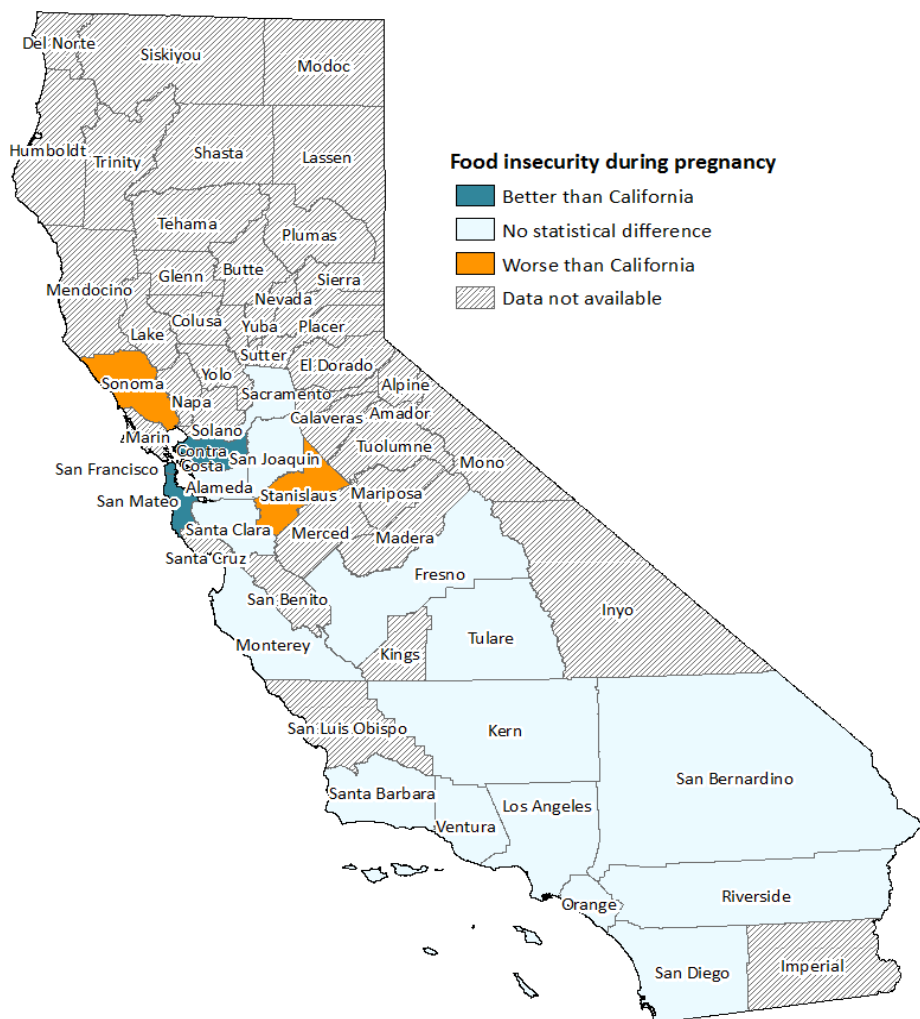 Del Norte
Siskiyou
Modoc
Humboldt
Trinity
Shasta
Lassen
Food insecurity during pregnancy
Better than California
No statistical difference
Worse than California
Data not available
Tehama
Plumas
Glenn
Butte
Sierra
Mendocino
Nevada
Colusa
Yuba
Placer
Lake
Sutter
El Dorado
Yolo
Sonoma
Alpine
Sacramento
Napa
Amador
Calaveras
Solano
Marin
Tuolumne
Contra
Costa
San Joaquin
Mono
San Francisco
Alameda
Stanislaus
Mariposa
San Mateo
Santa Clara
Merced
Madera
Santa Cruz
Fresno
San Benito
Inyo
Monterey
Tulare
Kings
San Luis Obispo
Kern
San Bernardino
Santa Barbara
Los Angeles
Ventura
Riverside
Orange
San Diego
Imperial